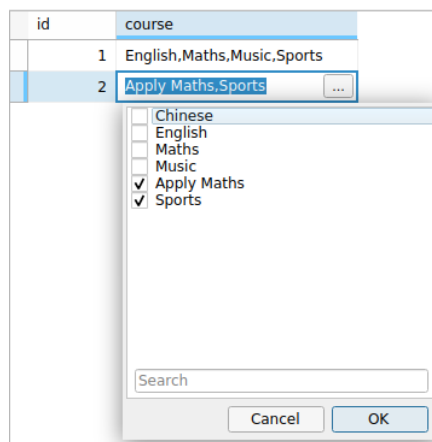 id course
1 English,Maths,Music,Sports
2 Apply Maths,Sports ...
Chinese
English
Maths
Music
Apply Maths
Sports
Search
Cancel OK